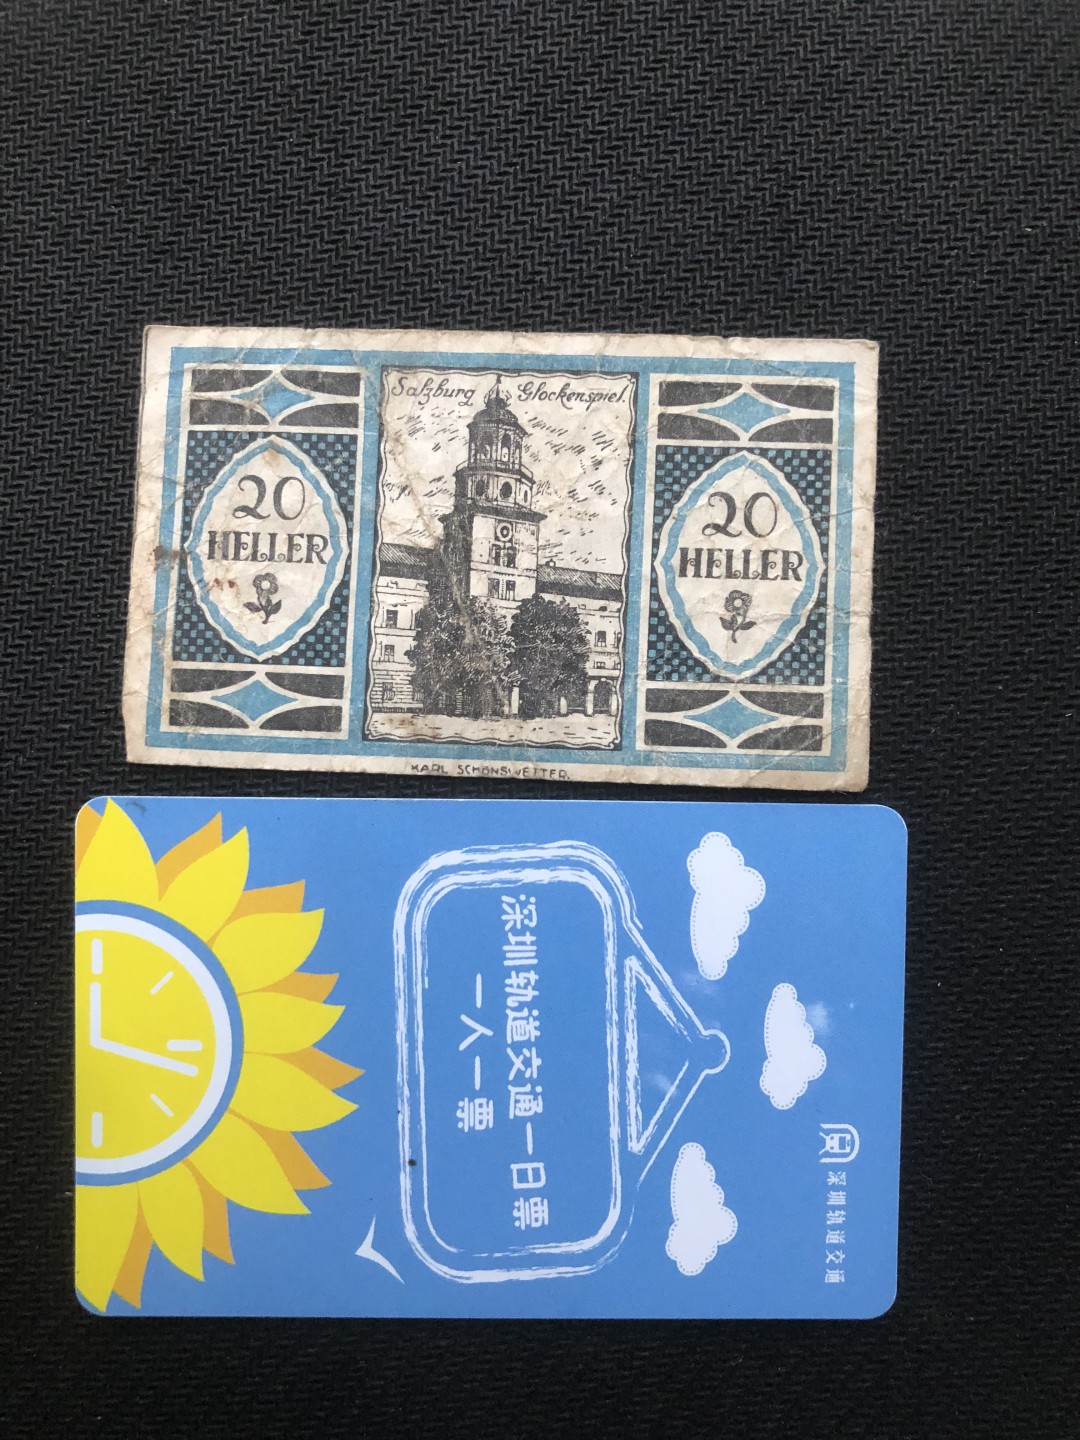 Salzburg Glockenspiel.
20
HELLER
20
HELLER
KARL SCHÖNSWETTER.
深圳轨道交通一日票
一人一票
深圳轨道交通